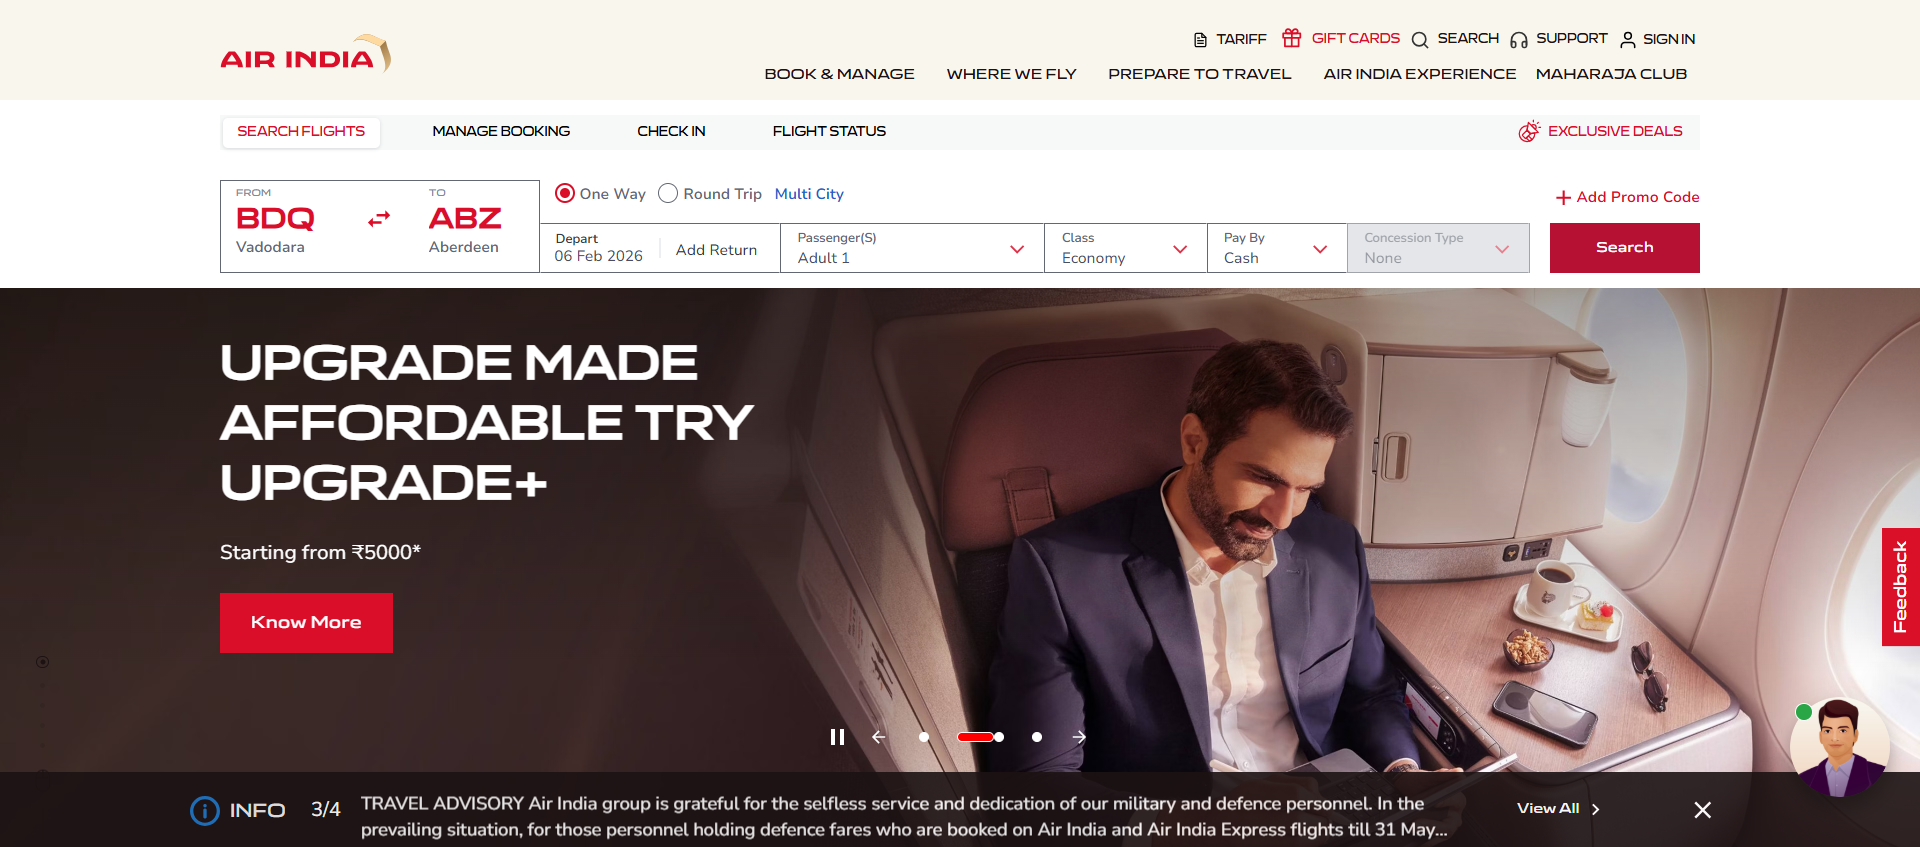 AIR INDIA
TARIFF
GIFT CARDS
SEARCH
SUPPORT
SIGN IN
BOOK & MANAGE
WHERE WE FLY
PREPARE TO TRAVEL
AIR INDIA EXPERIENCE
MAHARAJA CLUB
SEARCH FLIGHTS
MANAGE BOOKING
CHECK IN
FLIGHT STATUS
EXCLUSIVE DEALS
FROM
BDQ
Vadodara
TO
ABZ
Aberdeen
One Way
Round Trip
Multi City
Add Promo Code
Depart
06 Feb 2026
Add Return
Passenger(S)
Adult 1
Class
Economy
Pay By
Cash
Concession Type
None
Search
UPGRADE MADE
AFFORDABLE TRY
UPGRADE+
Starting from ₹5000*
Know More
Feedback
INFO
3/4
TRAVEL ADVISORY Air India group is grateful for the selfless service and dedication of our military and defence personnel. In the
prevailing situation, for those personnel holding defence fares who are booked on Air India and Air India Express flights till 31 May...
View All